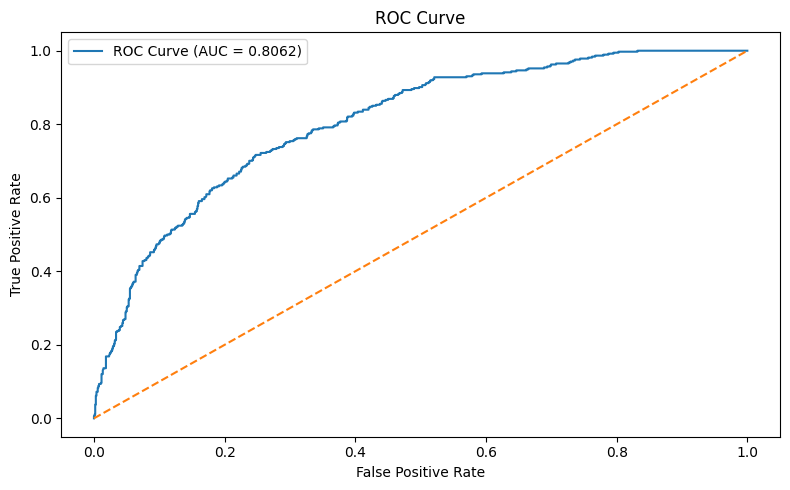 ROC Curve
ROC Curve (AUC = 0.8062)
True Positive Rate
1.0
0.8
0.6
0.4
0.2
0.0
0.0 0.2 0.4 0.6 0.8 1.0
False Positive Rate